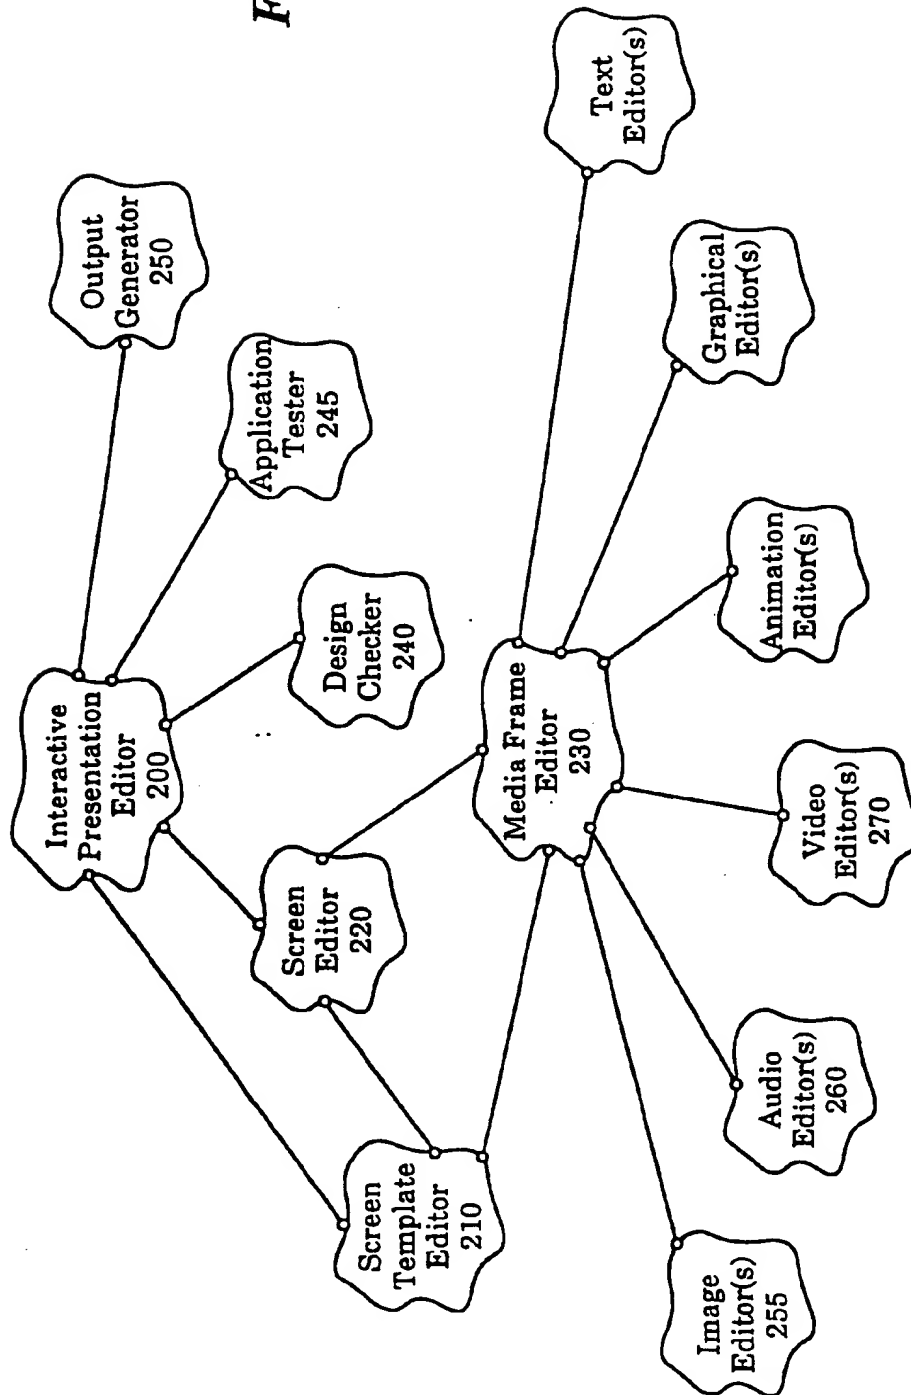 F
Interactive
Presentation
Editor
200
Output
Generator
250
Application
Tester
245
Design
Checker
240
Screen
Editor
220
Screen
Template
Editor
210
Media Frame
Editor
230
Image
Editor(s)
255
Audio
Editor(s)
260
Video
Editor(s)
270
Animation
Editor(s)
Graphical
Editor(s)
Text
Editor(s)